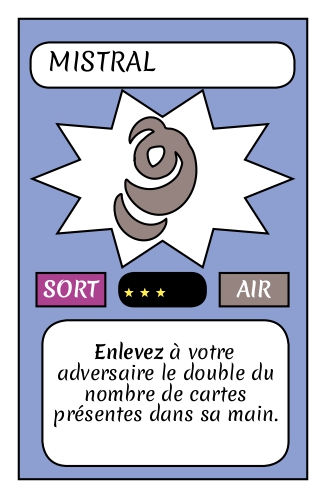 MISTRAL
SORT
AIR
Enlevez à votre
adversaire le double du
nombre de cartes
présentes dans sa main.